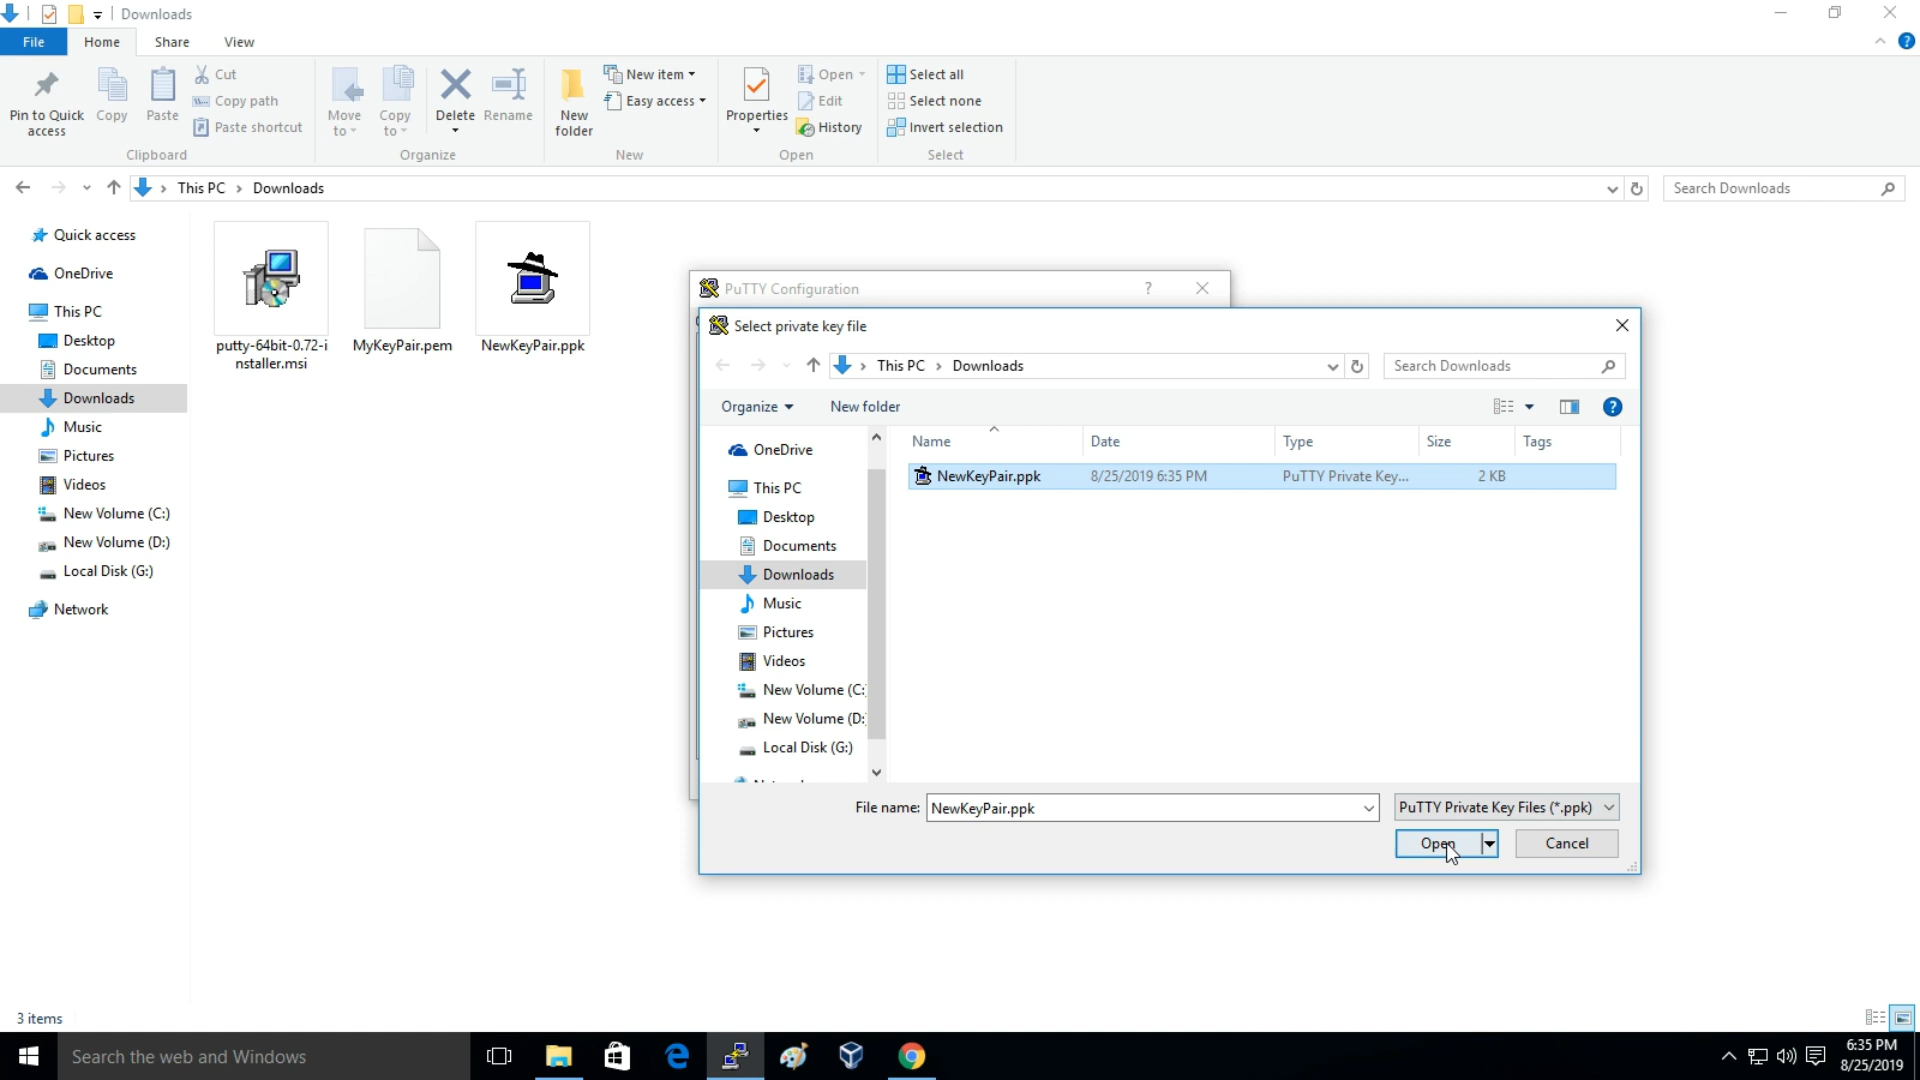 Downloads
File
Home
Share
View
?
Pin to Quick
access
Copy
Paste
Cut
Copy path
Paste shortcut
Clipboard
Move
to
Copy
to
Delete
Rename
Organize
New
folder
New item
Easy access
New
Properties
Open
Edit
History
Open
Select all
Select none
Invert selection
Select
This PC
Downloads
Search Downloads
Quick access
OneDrive
This PC
Desktop
Documents
Downloads
Music
Pictures
Videos
New Volume (C:)
New Volume (D:)
Local Disk (G:)
Network
putty-64bit-0.72-i
nstaller.msi
MyKeyPair.pem
NewKeyPair.ppk
PuTTY Configuration
?
Select private key file
This PC
Downloads
Search Downloads
Organize
New folder
?
OneDrive
This PC
Desktop
Documents
Downloads
Music
Pictures
Videos
New Volume (C:
New Volume (D:
Local Disk (G:)
Name
Date
Type
Size
Tags
NewKeyPair.ppk
8/25/2019 6:35 PM
PuTTY Private Key...
2 KB
File name:
NewKeyPair.ppk
PuTTY Private Key Files (*.ppk)
Open
Cancel
3 items
Search the web and Windows
6:35 PM
8/25/2019